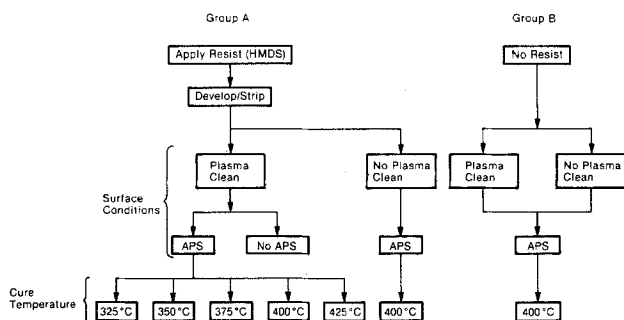 Group A
Group B
Apply Resist (HMDS)
No Resist
Develop/Strip
Plasma
Clean
No Plasma
Clean
Plasma
Clean
No Plasma
Clean
Surface
Conditions
APS
No APS
APS
APS
Cure
Temperature
325°C
350°C
375°C
400°C
425°C
400°C
400°C